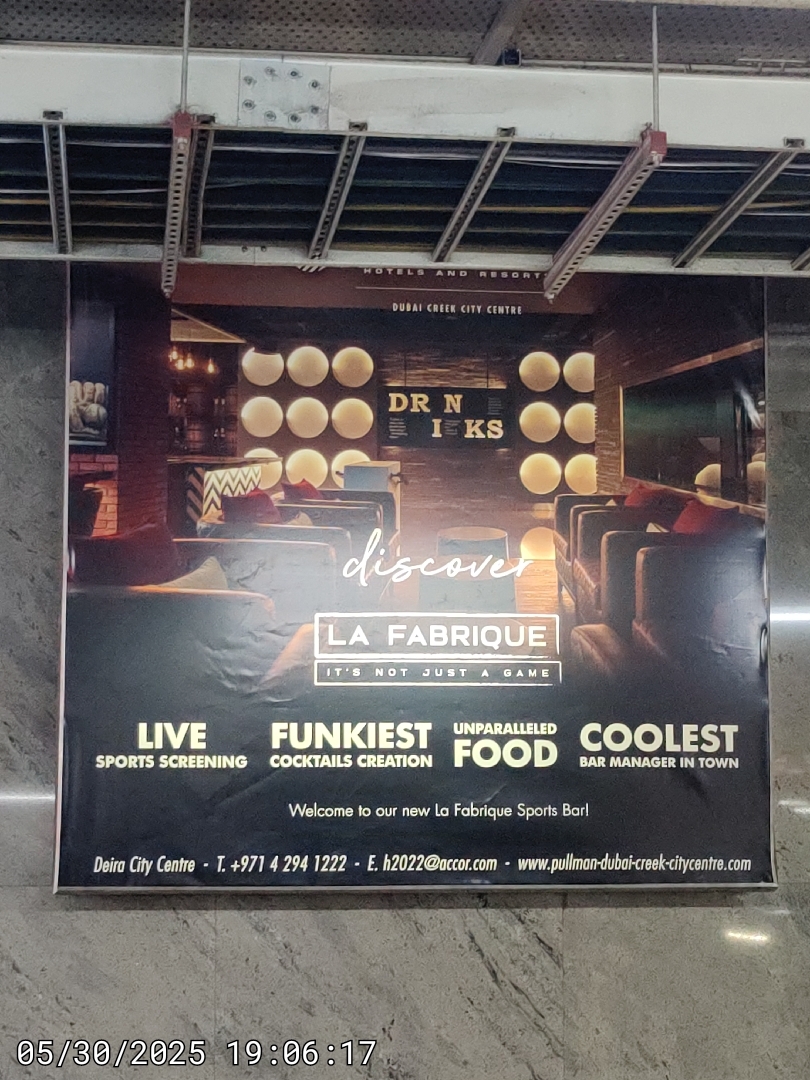 HOTELS AND RESORTS
DUBAI CREEK CITY CENTRE
DR N
I KS
discover
LA FABRIQUE
IT'S NOT JUST A GAME
LIVE
SPORTS SCREENING
FUNKIEST
COCKTAILS CREATION
UNPARALLELED
FOOD
COOLEST
BAR MANAGER IN TOWN
Welcome to our new La Fabrique Sports Bar!
Deira City Centre - T. +971 4 294 1222 - E. h2022@accor.com - www.pullman-dubai-creek-citycentre.com
05/30/2025 19:06:17